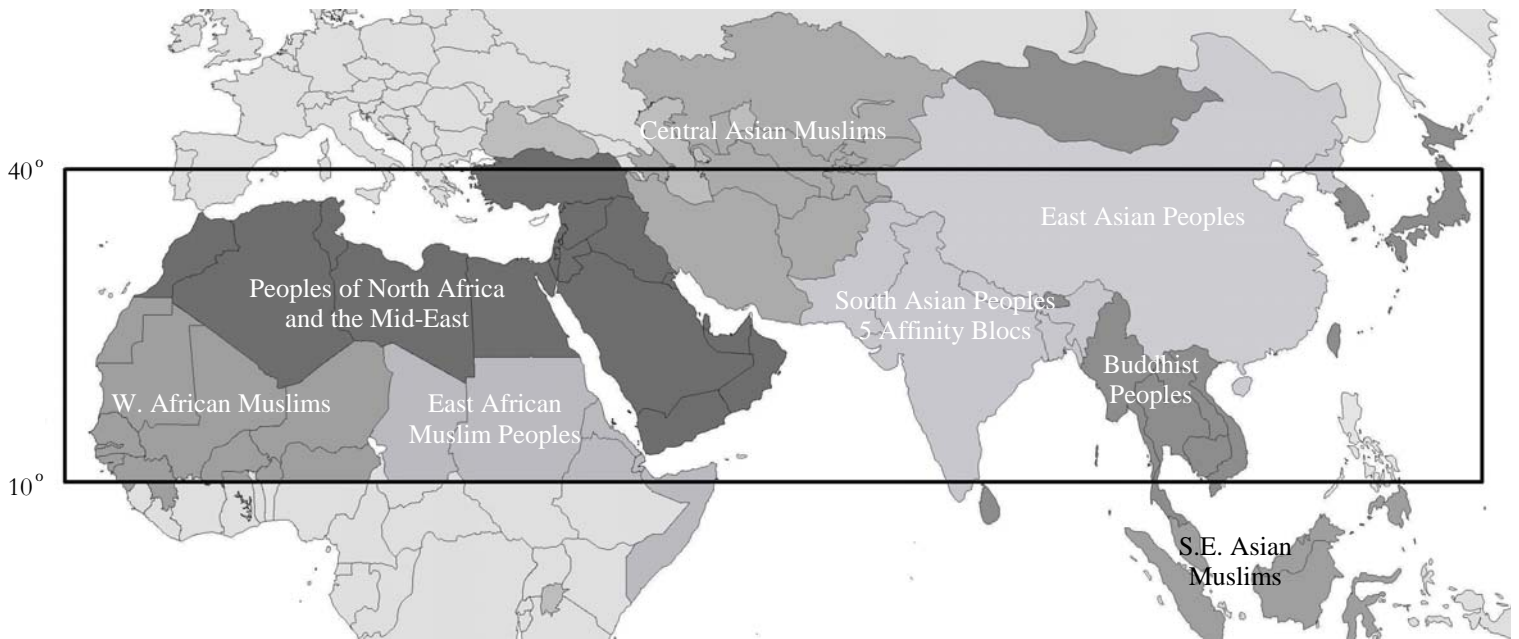 Central Asian Muslims
40°
East Asian Peoples
Peoples of North Africa
and the Mid-East
South Asian Peoples
5 Affinity Blocs
Buddhist
Peoples
W. African Muslims
East African
Muslim Peoples
10°
S.E. Asian
Muslims